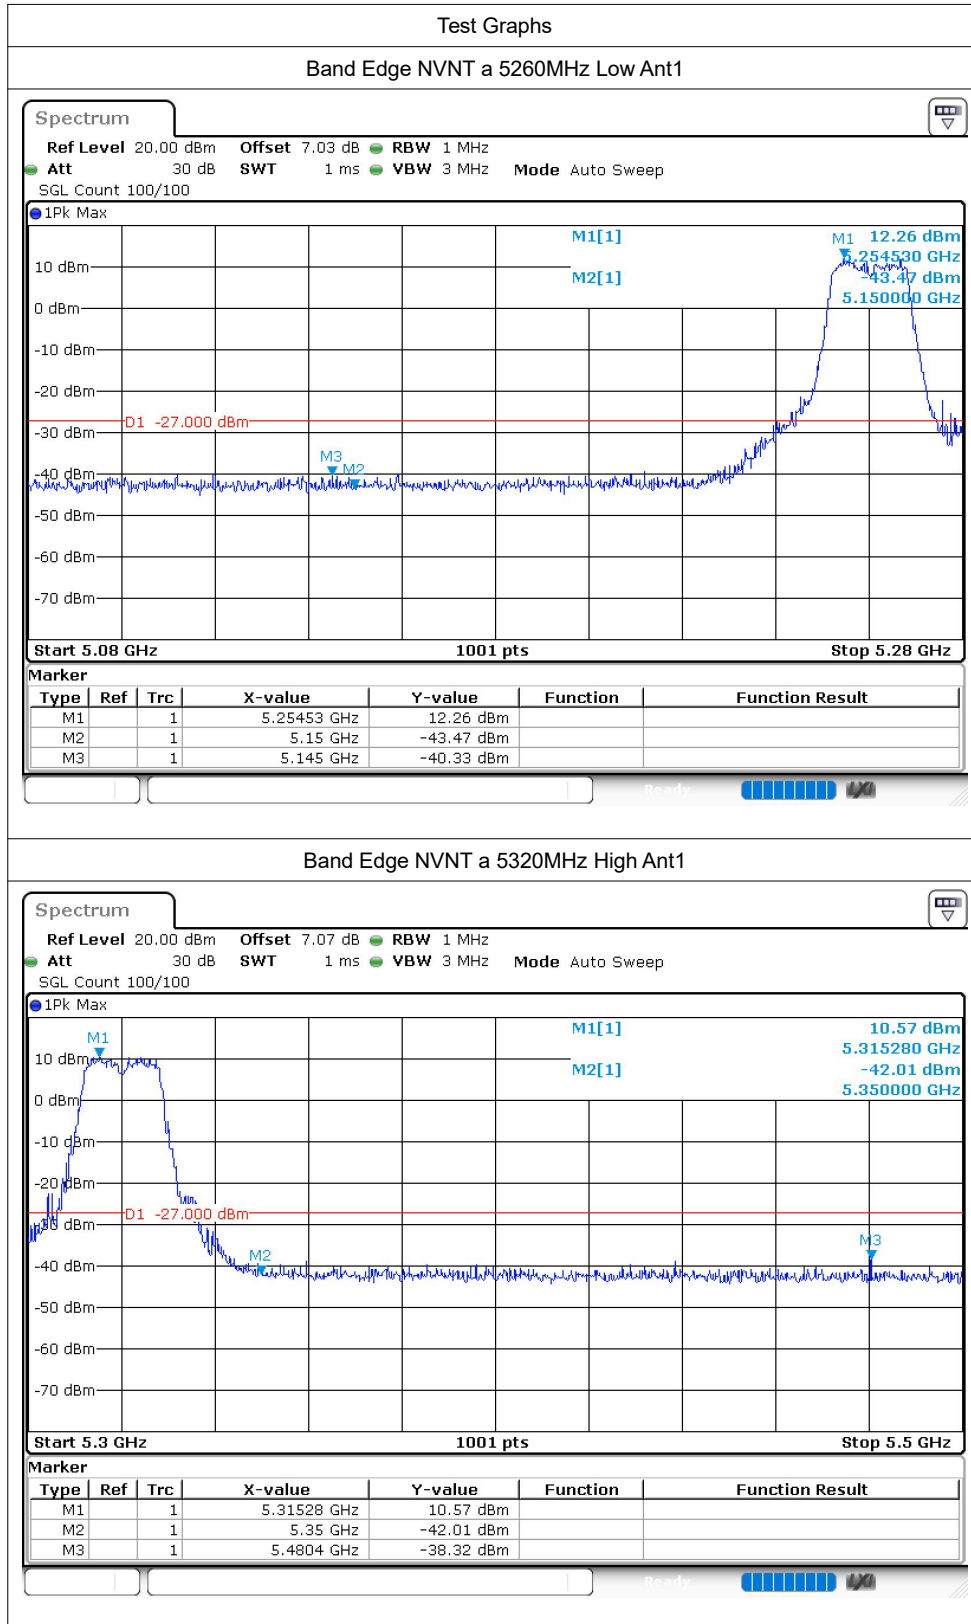 Test Graphs
Band Edge NVNT a 5260MHz Low Ant1
Spectrum
Ref Level 20.00 dBm Offset 7.03 dB RBW 1 MHz
Att 30 dB SWT 1 ms VBW 3 MHz Mode Auto Sweep
SGL Count 100/100
1Pk Max
M1[1] M1 12.26 dBm
5.254530 GHz
10 dBm
M2[1] -43.47 dBm
5.150000 GHz
0 dBm
-10 dBm
-20 dBm
D1 -27.000 dBm
-30 dBm
M3
M2
-40 dBm
-50 dBm
-60 dBm
-70 dBm
Start 5.08 GHz 1001 pts Stop 5.28 GHz
Marker
Type Ref Trc X-value Y-value Function Function Result
M1 1 5.25453 GHz 12.26 dBm
M2 1 5.15 GHz -43.47 dBm
M3 1 5.145 GHz -40.33 dBm
Ready LXI
Band Edge NVNT a 5320MHz High Ant1
Spectrum
Ref Level 20.00 dBm Offset 7.07 dB RBW 1 MHz
Att 30 dB SWT 1 ms VBW 3 MHz Mode Auto Sweep
SGL Count 100/100
1Pk Max
M1[1] 10.57 dBm
M1
5.315280 GHz
10 dBm
M2[1] -42.01 dBm
5.350000 GHz
0 dBm
-10 dBm
-20 dBm
D1 -27.000 dBm
-30 dBm
M3
M2
-40 dBm
-50 dBm
-60 dBm
-70 dBm
Start 5.3 GHz 1001 pts Stop 5.5 GHz
Marker
Type Ref Trc X-value Y-value Function Function Result
M1 1 5.31528 GHz 10.57 dBm
M2 1 5.35 GHz -42.01 dBm
M3 1 5.4804 GHz -38.32 dBm
Ready LXI